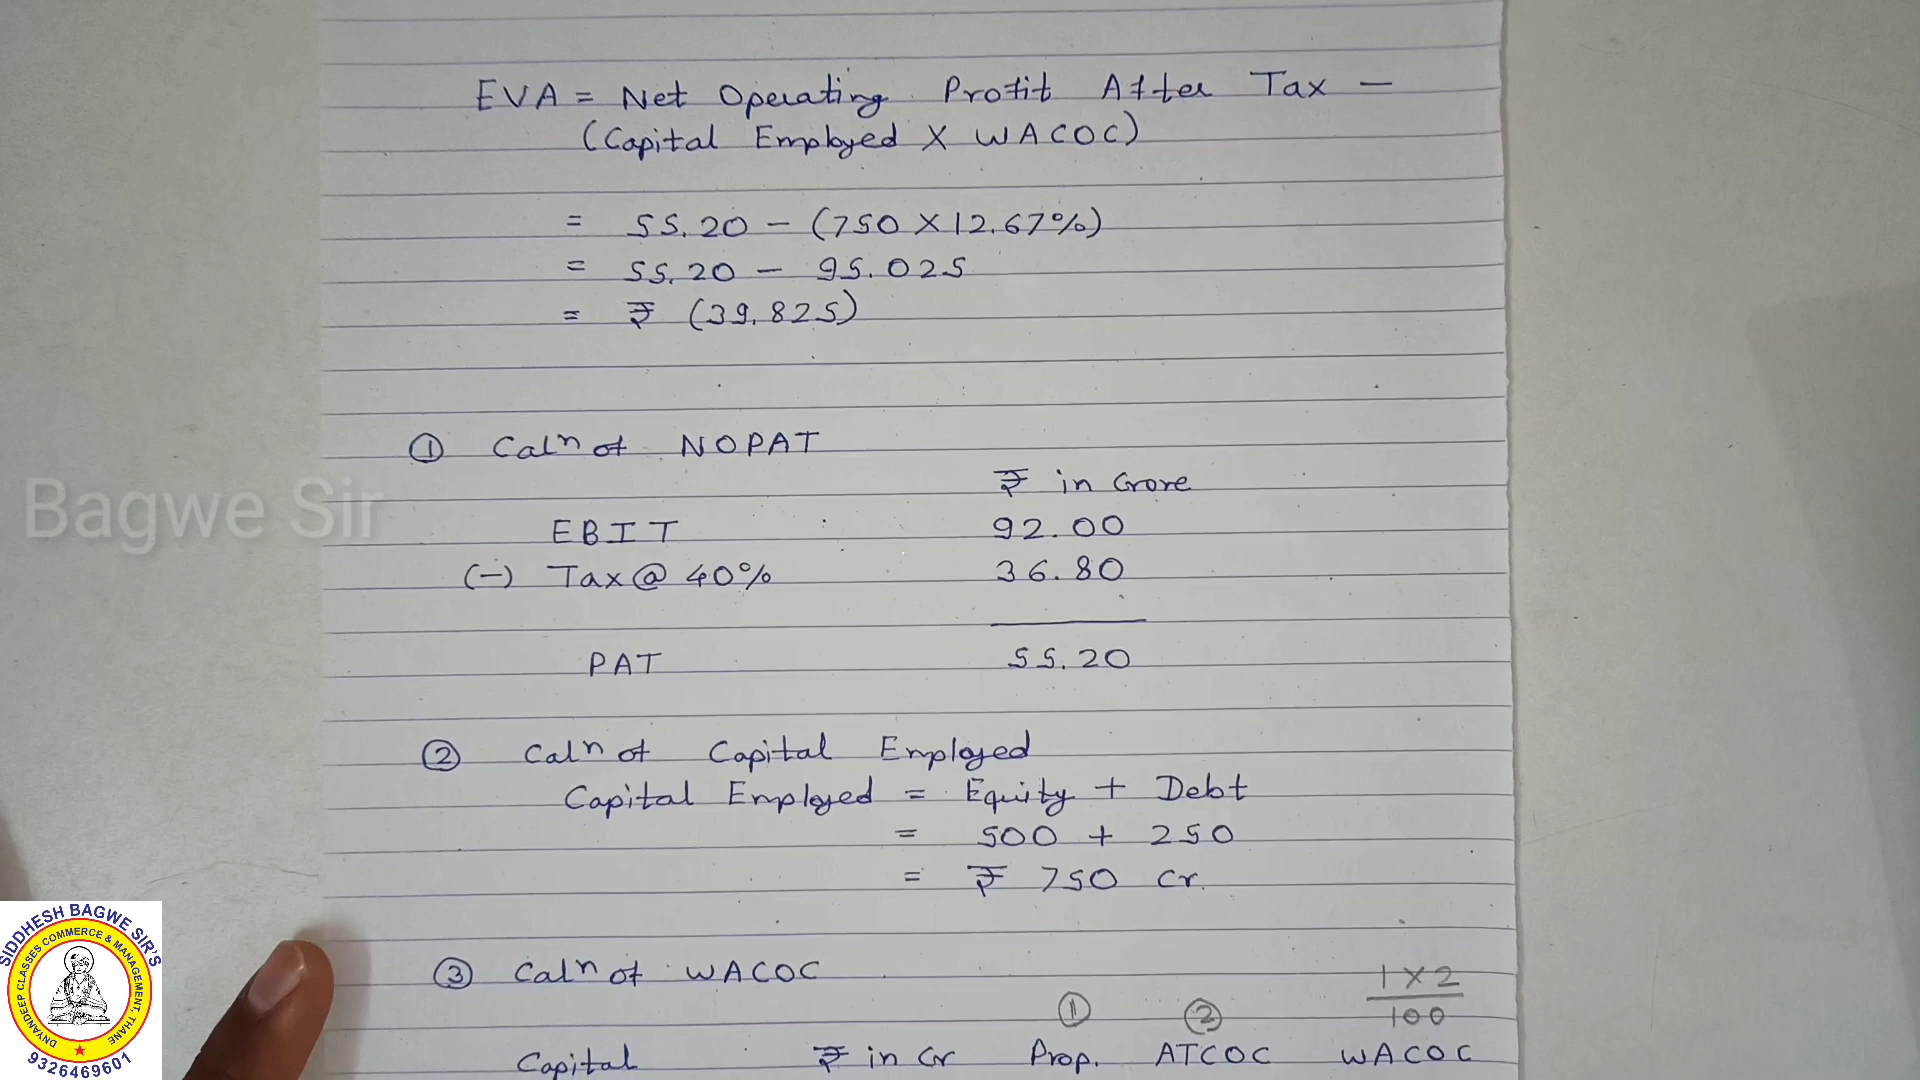 EVA = Net Operating Profit After Tax -
(Capital Employed X WACOC)
= 55.20 - (750 X 12.67%)
= 55.20 - 95.025
= ₹ (39.825)
① Calⁿ of NOPAT
₹ in Crore
EBIT 92.00
(-) Tax @ 40% 36.80
PAT 55.20
② Calⁿ of Capital Employed
Capital Employed = Equity + Debt
= 500 + 250
= ₹ 750 Cr.
③ Calⁿ of WACOC
1 X 2
① ② 100
Capital ₹ in Cr Prop. ATCOC WACOC
Bagwe Sir
SIDDHESH BAGWE SIR'S
DNYANDEEP CLASSES COMMERCE & MANAGEMENT, THANE
9326469601